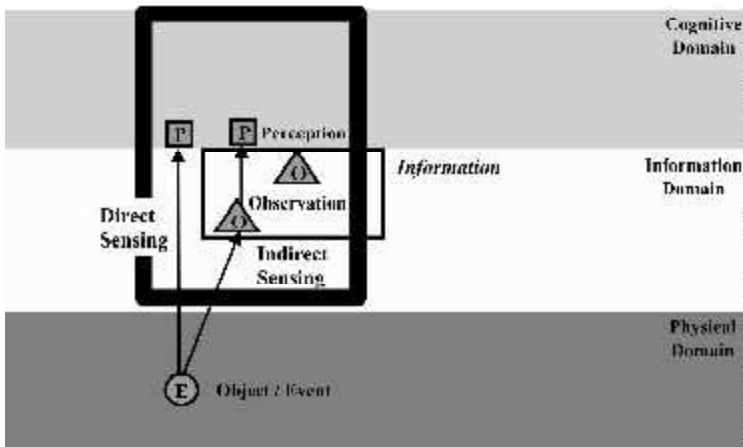 Cognitive
Domain
P
P
Perception
O
Information
Information
Domain
Observation
O
Direct
Sensing
Indirect
Sensing
Physical
Domain
E
Object / Event